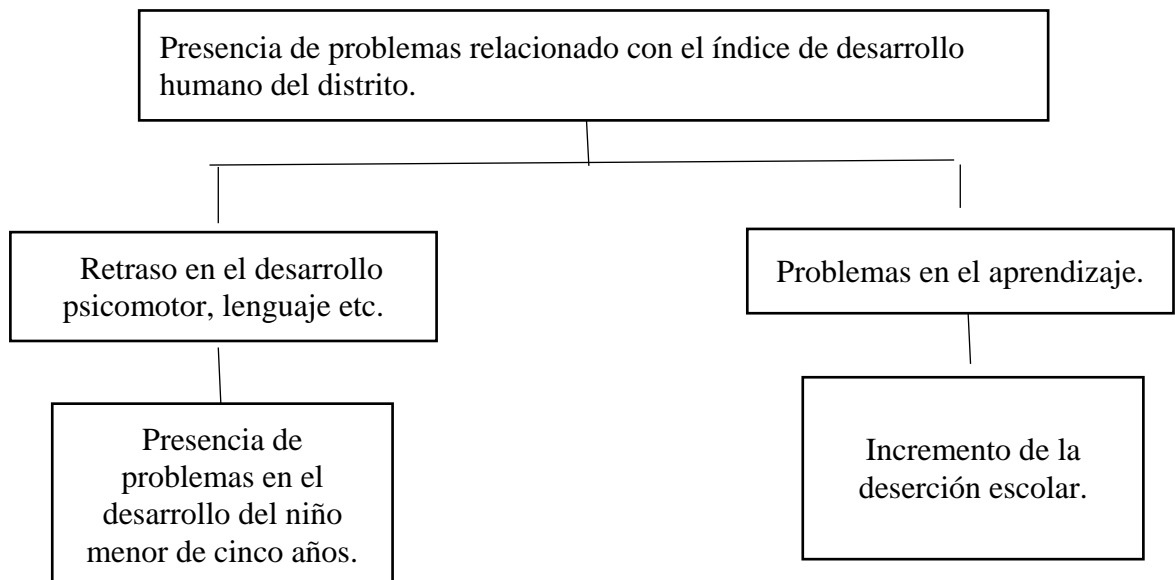 Presencia de problemas relacionado con el índice de desarrollo
humano del distrito.
Retraso en el desarrollo
psicomotor, lenguaje etc.
Problemas en el aprendizaje.
Presencia de
problemas en el
desarrollo del niño
menor de cinco años.
Incremento de la
deserción escolar.